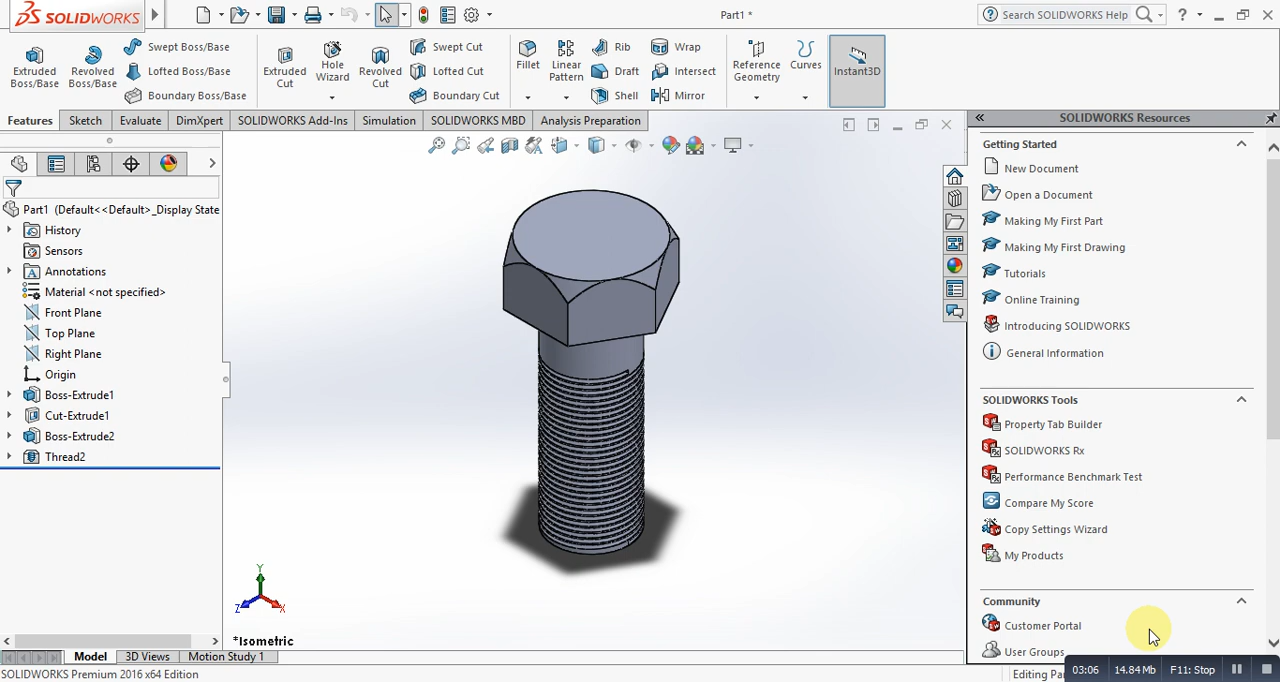 SOLIDWORKS
Part1 *
Search SOLIDWORKS Help
Extruded Boss/Base
Revolved Boss/Base
Swept Boss/Base
Lofted Boss/Base
Boundary Boss/Base
Extruded Cut
Hole Wizard
Revolved Cut
Swept Cut
Lofted Cut
Boundary Cut
Fillet
Linear Pattern
Rib
Draft
Shell
Wrap
Intersect
Mirror
Reference Geometry
Curves
Instant3D
Features
Sketch
Evaluate
DimXpert
SOLIDWORKS Add-Ins
Simulation
SOLIDWORKS MBD
Analysis Preparation
Part1 (Default<<Default>_Display State
History
Sensors
Annotations
Material <not specified>
Front Plane
Top Plane
Right Plane
Origin
Boss-Extrude1
Cut-Extrude1
Boss-Extrude2
Thread2
Y
Z
X
*Isometric
SOLIDWORKS Resources
Getting Started
New Document
Open a Document
Making My First Part
Making My First Drawing
Tutorials
Online Training
Introducing SOLIDWORKS
General Information
SOLIDWORKS Tools
Property Tab Builder
SOLIDWORKS Rx
Performance Benchmark Test
Compare My Score
Copy Settings Wizard
My Products
Community
Customer Portal
User Groups
Model
3D Views
Motion Study 1
SOLIDWORKS Premium 2016 x64 Edition
Editing Pa
03:06
14.84 Mb
F11: Stop